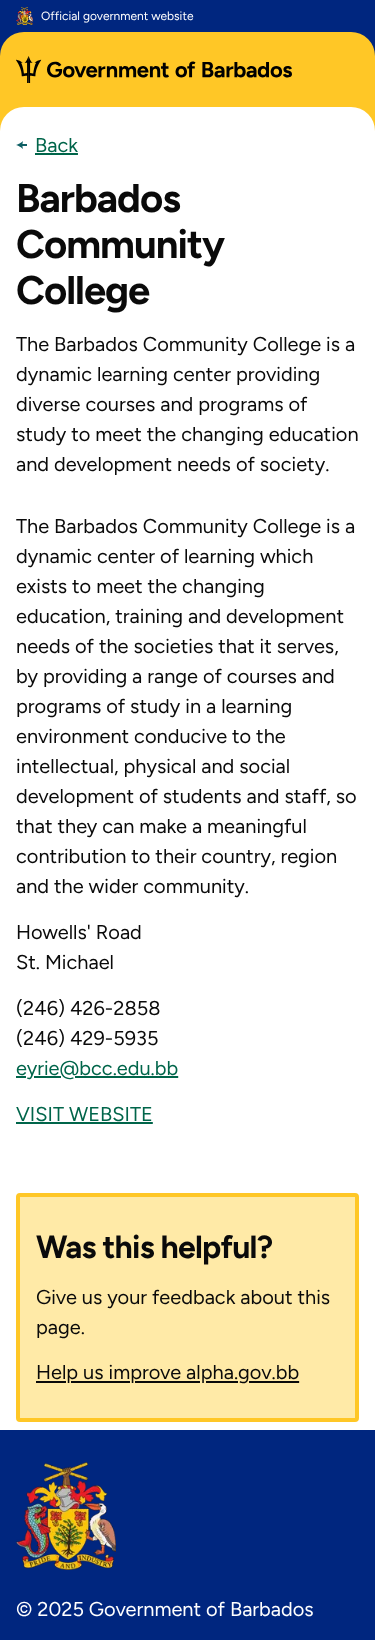 Official government website
Government of Barbados
← Back
Barbados
Community
College
The Barbados Community College is a
dynamic learning center providing
diverse courses and programs of
study to meet the changing education
and development needs of society.
The Barbados Community College is a
dynamic center of learning which
exists to meet the changing
education, training and development
needs of the societies that it serves,
by providing a range of courses and
programs of study in a learning
environment conducive to the
intellectual, physical and social
development of students and staff, so
that they can make a meaningful
contribution to their country, region
and the wider community.
Howells' Road
St. Michael
(246) 426-2858
(246) 429-5935
eyrie@bcc.edu.bb
VISIT WEBSITE
Was this helpful?
Give us your feedback about this
page.
Help us improve alpha.gov.bb
PRIDE AND INDUSTRY
© 2025 Government of Barbados